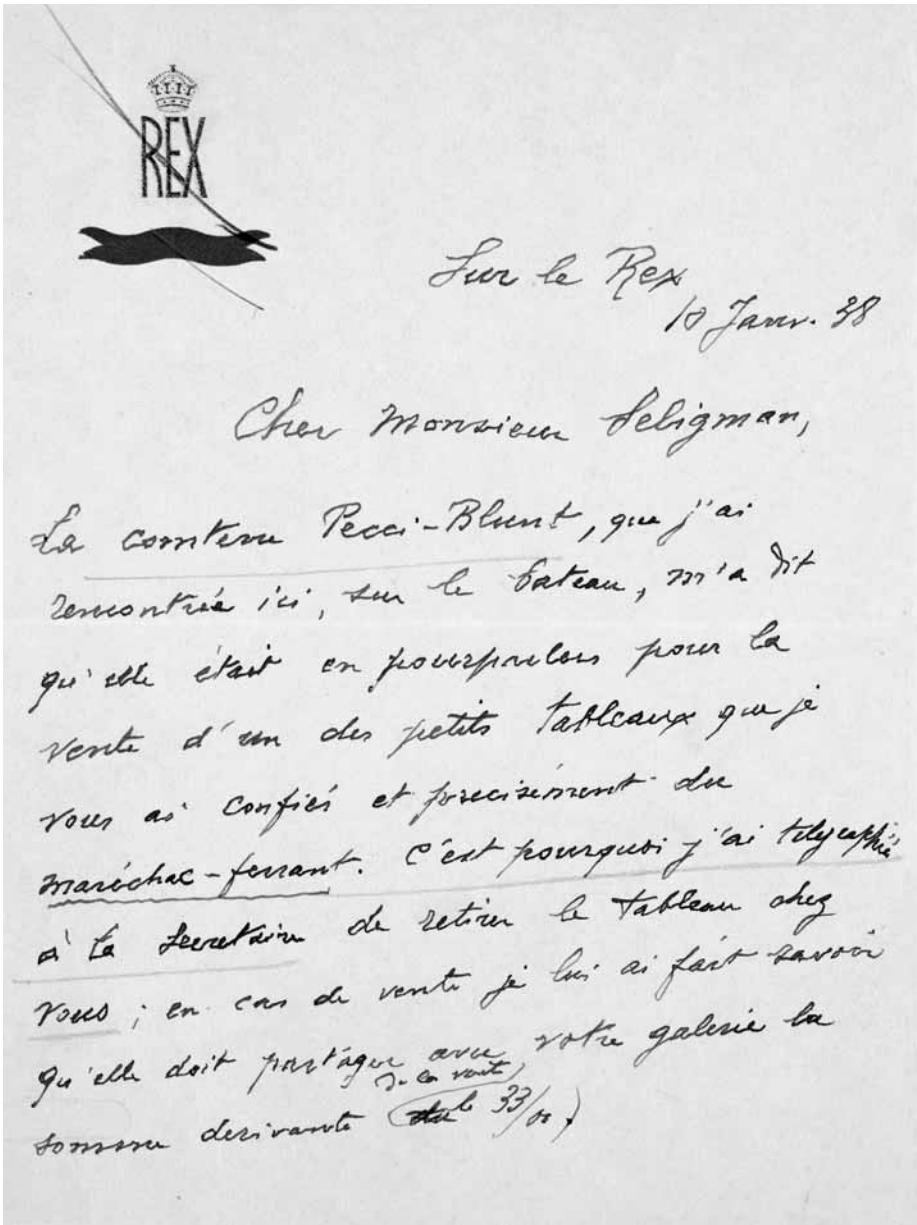 REX
Sur le Rex
10 Janv. 38
Cher Monsieur Seligman,
La comtesse Pecci-Blunt, que j'ai
rencontrée ici, sur le bateau, m'a dit
qu'elle était en pourparlers pour la
vente d'un des petits tableaux que je
vous ai confiés et precisément du
maréchal-ferrant. C'est pourquoi j'ai telegraphié
à la secretaire de retirer le tableau chez
vous ; en cas de vente je lui ai fait savoir
qu'elle doit partager avec votre galerie la
de la vente
somme derivante (le 33/00)